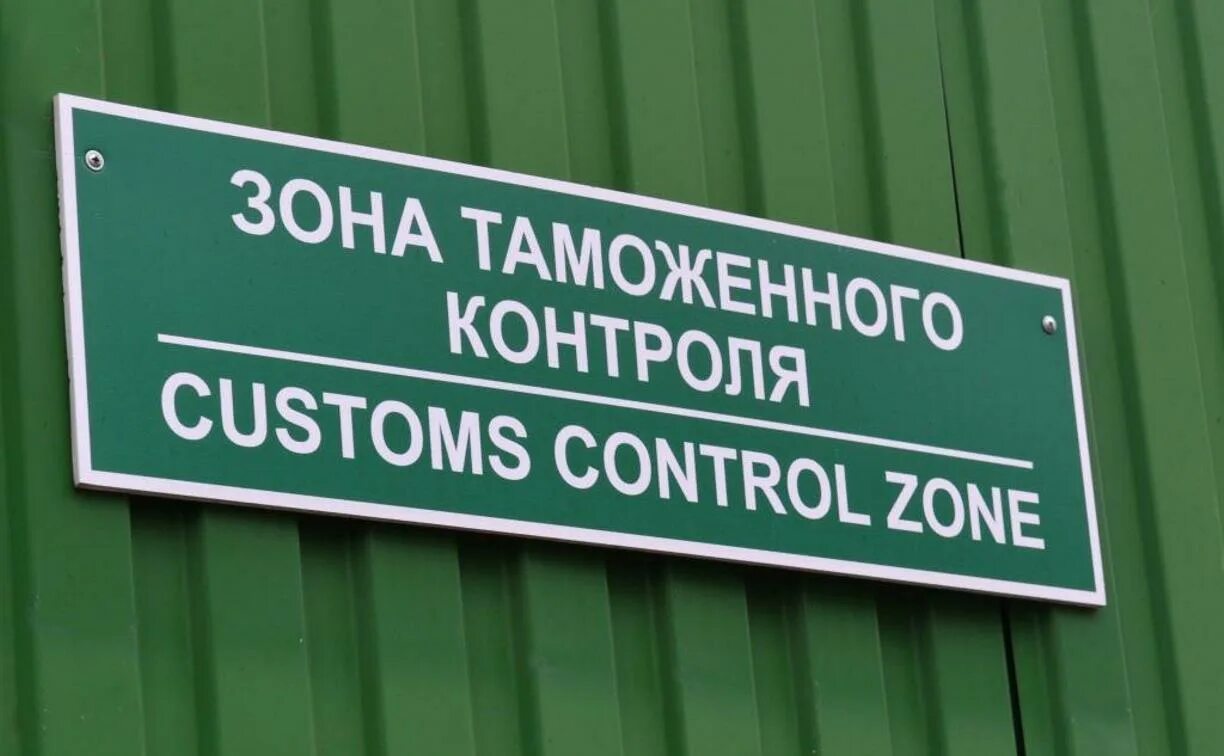 ЗОНА ТАМОЖЕННОГО
КОНТРОЛЯ
CUSTOMS CONTROL ZONE